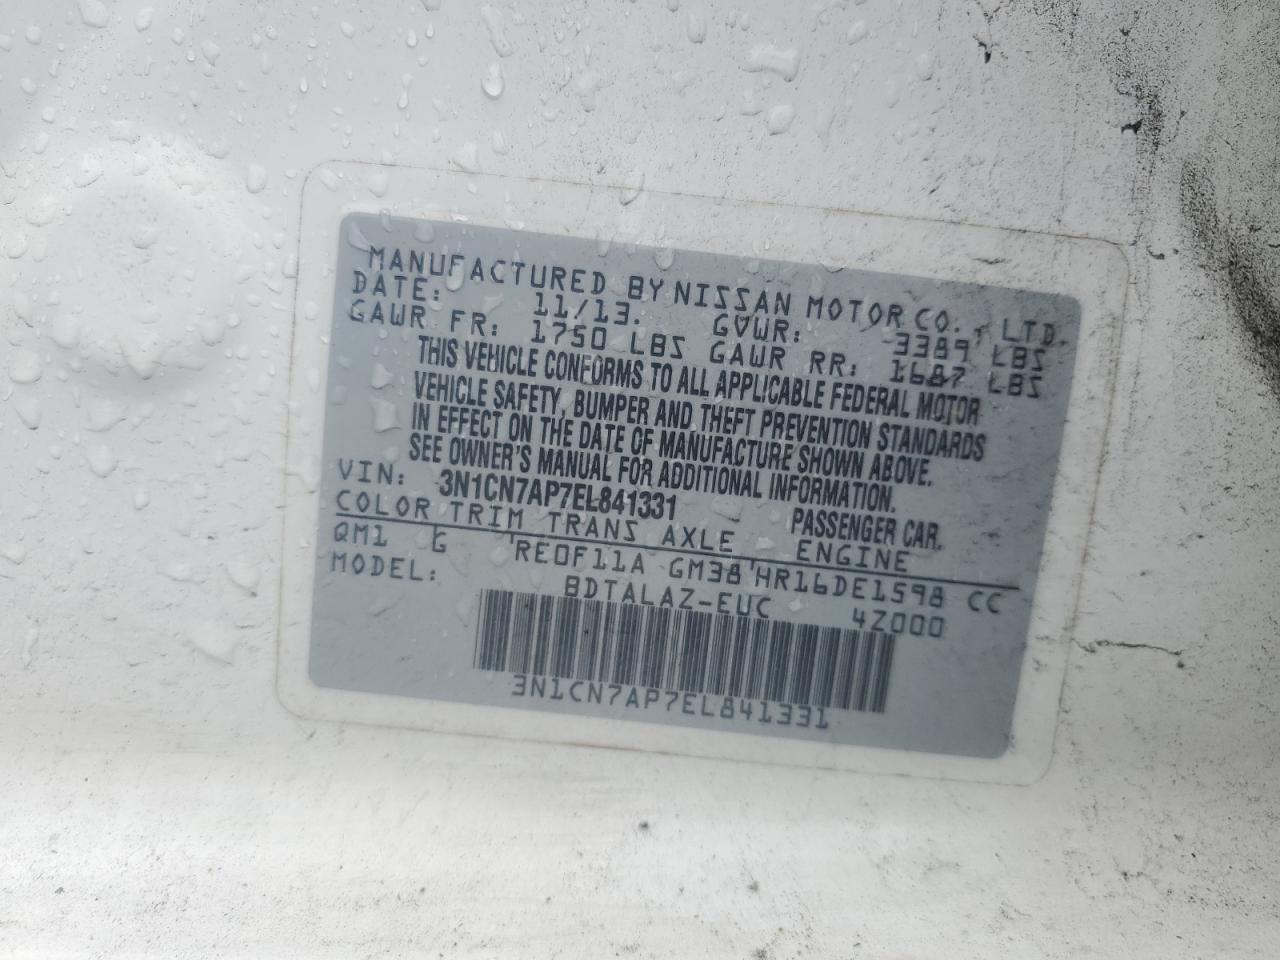 MANUFACTURED BY NISSAN MOTOR CO., LTD.
DATE: 11/13. GVWR: 3389 LBS
GAWR FR: 1750 LBS GAWR RR: 1687 LBS
THIS VEHICLE CONFORMS TO ALL APPLICABLE FEDERAL MOTOR
VEHICLE SAFETY, BUMPER AND THEFT PREVENTION STANDARDS
IN EFFECT ON THE DATE OF MANUFACTURE SHOWN ABOVE.
SEE OWNER'S MANUAL FOR ADDITIONAL INFORMATION.
VIN: 3N1CN7AP7EL841331 PASSENGER CAR.
COLOR TRIM TRANS AXLE ENGINE
QM1 G RE0F11A GM38 HR16DE1598 CC
MODEL: BDTALAZ-EUC 4Z000
3N1CN7AP7EL841331